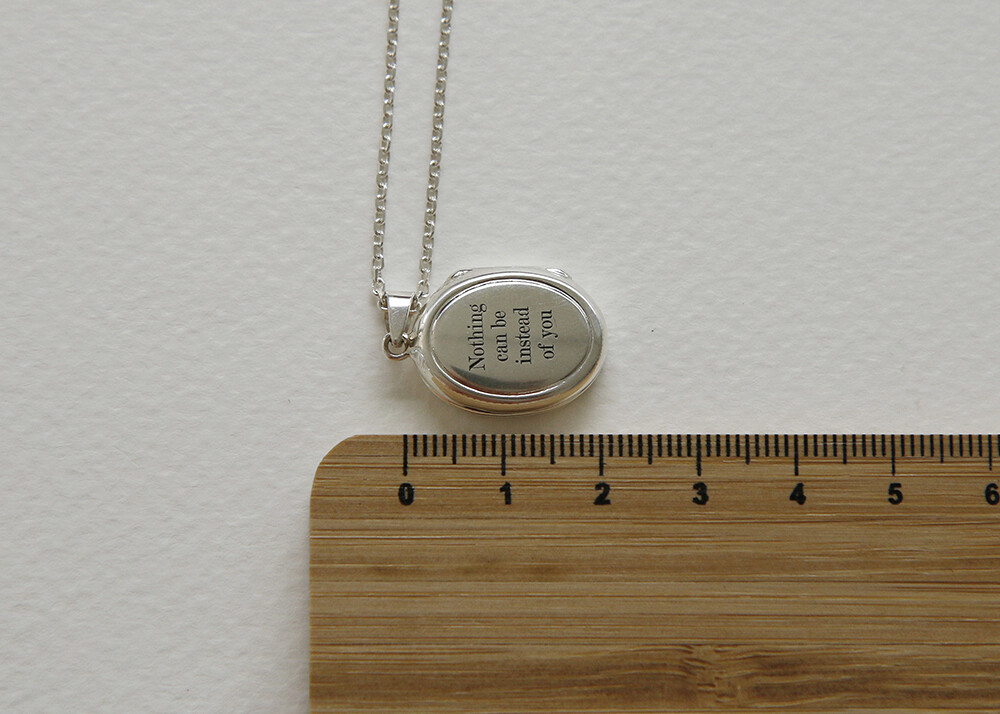 Nothing
can be
instead
of you
0 1 2 3 4 5 6